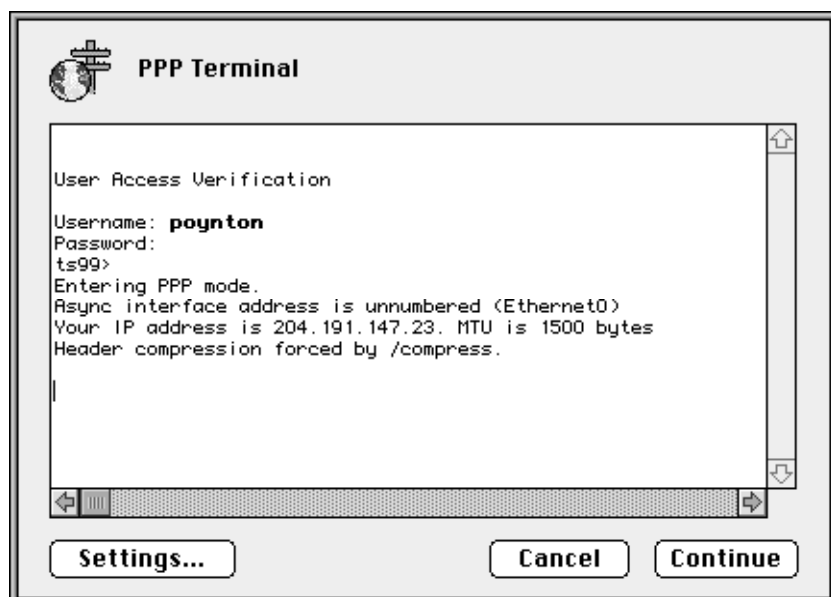 PPP Terminal
User Access Verification
Username: poynton
Password:
ts99>
Entering PPP mode.
Async interface address is unnumbered (Ethernet0)
Your IP address is 204.191.147.23. MTU is 1500 bytes
Header compression forced by /compress.
Settings... Cancel Continue